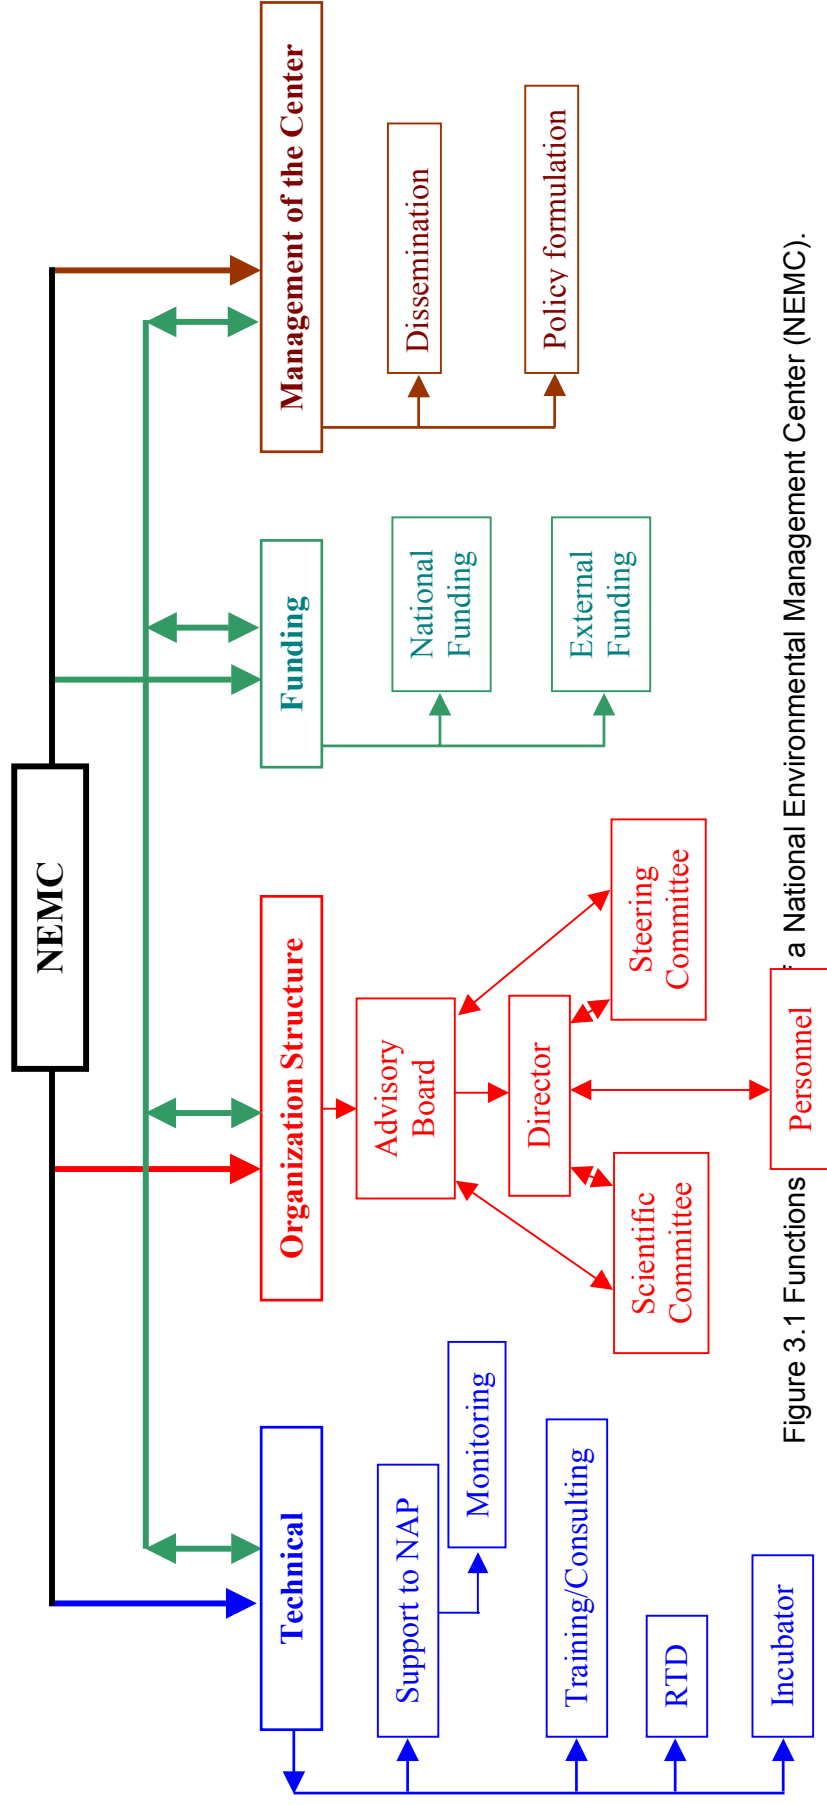 NEMC
Technical
Organization Structure
Funding
Management of the Center
Support to NAP
Monitoring
Training/Consulting
RTD
Incubator
Advisory
Board
Director
Scientific
Committee
Steering
Committee
Personnel
National
Funding
External
Funding
Dissemination
Policy formulation
Figure 3.1 Functions a National Environmental Management Center (NEMC).